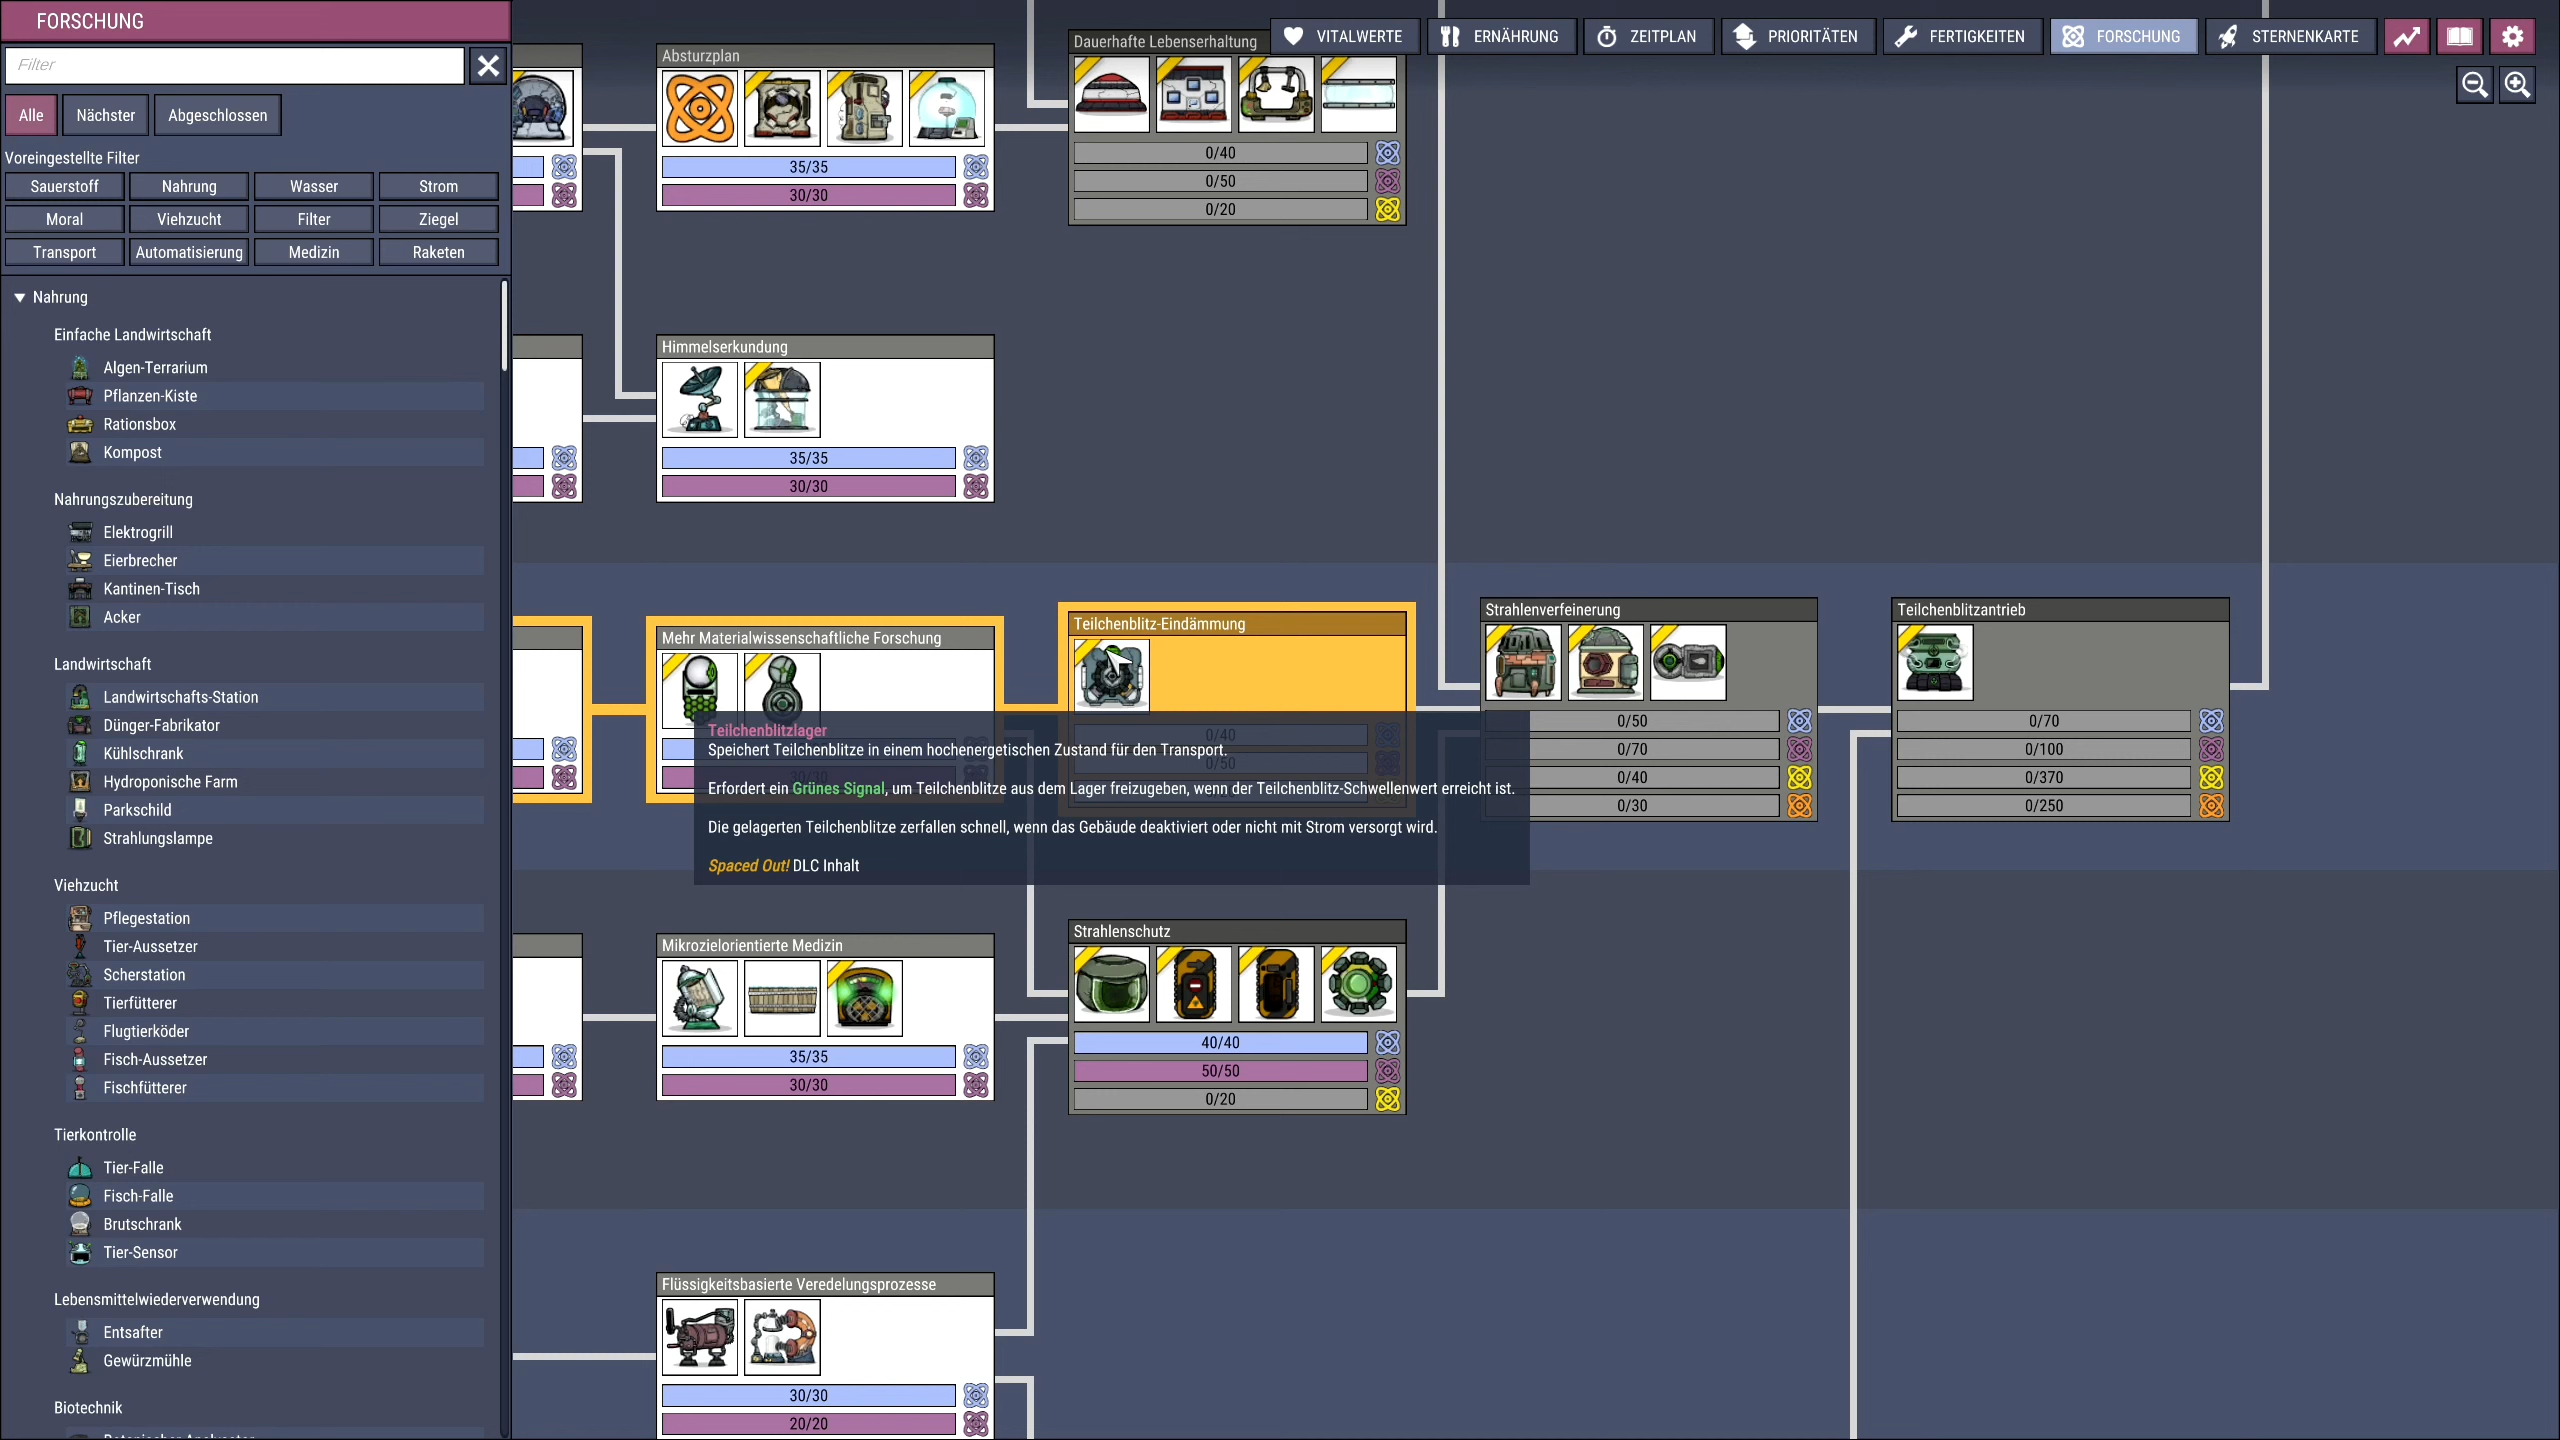 FORSCHUNG
Filter
Alle
Nächster
Abgeschlossen
Voreingestellte Filter
Sauerstoff
Nahrung
Wasser
Strom
Moral
Viehzucht
Filter
Ziegel
Transport
Automatisierung
Medizin
Raketen
Nahrung
Einfache Landwirtschaft
Algen-Terrarium
Pflanzen-Kiste
Rationsbox
Kompost
Nahrungszubereitung
Elektrogrill
Eierbrecher
Kantinen-Tisch
Acker
Landwirtschaft
Landwirtschafts-Station
Dünger-Fabrikator
Kühlschrank
Hydroponische Farm
Parkschild
Strahlungslampe
Viehzucht
Pflegestation
Tier-Aussetzer
Scherstation
Tierfütterer
Flugtierköder
Fisch-Aussetzer
Fischfütterer
Tierkontrolle
Tier-Falle
Fisch-Falle
Brutschrank
Tier-Sensor
Lebensmittelwiederverwendung
Entsafter
Gewürzmühle
Biotechnik
VITALWERTE
ERNÄHRUNG
ZEITPLAN
PRIORITÄTEN
FERTIGKEITEN
FORSCHUNG
STERNENKARTE
Absturzplan
35/35
30/30
Dauerhafte Lebenserhaltung
0/40
0/50
0/20
Himmelserkundung
35/35
30/30
Mehr Materialwissenschaftliche Forschung
Teilchenblitz-Eindämmung
0/40
0/50
Teilchenblitzlager
Speichert Teilchenblitze in einem hochenergetischen Zustand für den Transport.
Erfordert ein Grünes Signal, um Teilchenblitze aus dem Lager freizugeben, wenn der Teilchenblitz-Schwellenwert erreicht ist.
Die gelagerten Teilchenblitze zerfallen schnell, wenn das Gebäude deaktiviert oder nicht mit Strom versorgt wird.
Spaced Out! DLC Inhalt
Strahlenverfeinerung
0/50
0/70
0/40
0/30
Teilchenblitzantrieb
0/70
0/100
0/370
0/250
Mikrozielorientierte Medizin
35/35
30/30
Strahlenschutz
40/40
50/50
0/20
Flüssigkeitsbasierte Veredelungsprozesse
30/30
20/20